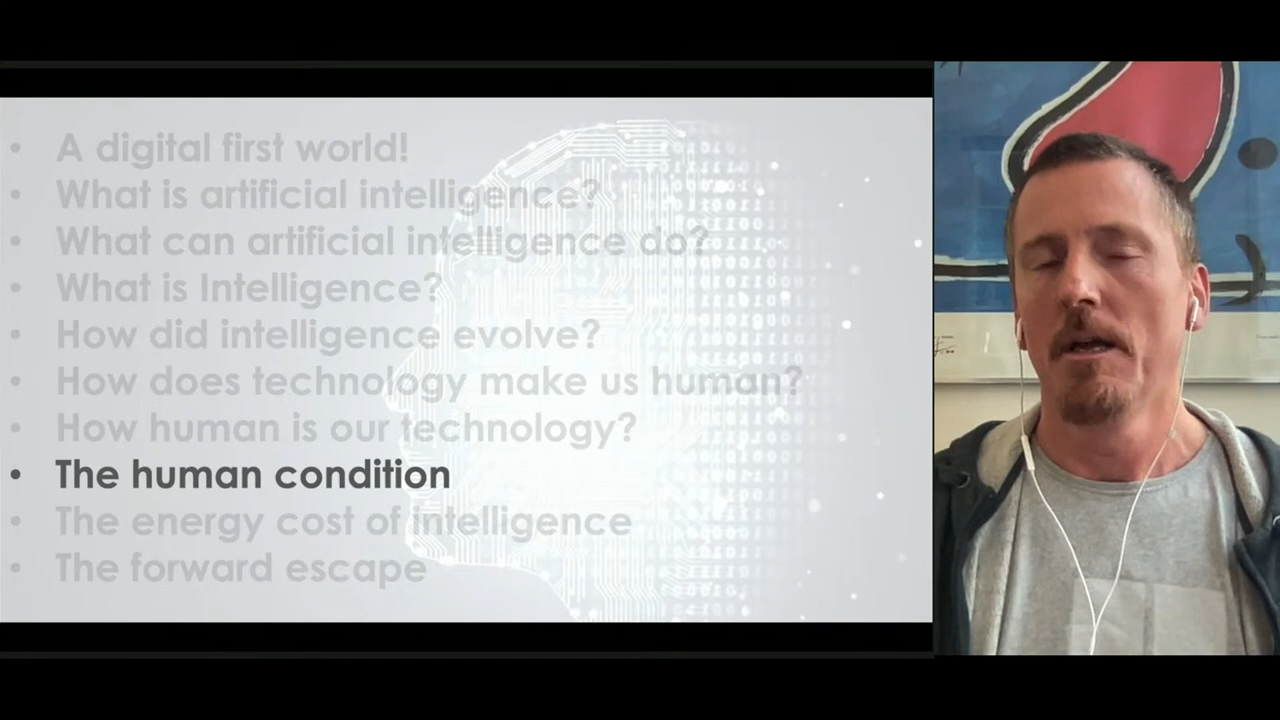 • A digital first world!
• What is artificial intelligence?
• What can artificial intelligence do?
• What is Intelligence?
• How did intelligence evolve?
• How does technology make us human?
• How human is our technology?
• The human condition
• The energy cost of intelligence
• The forward escape